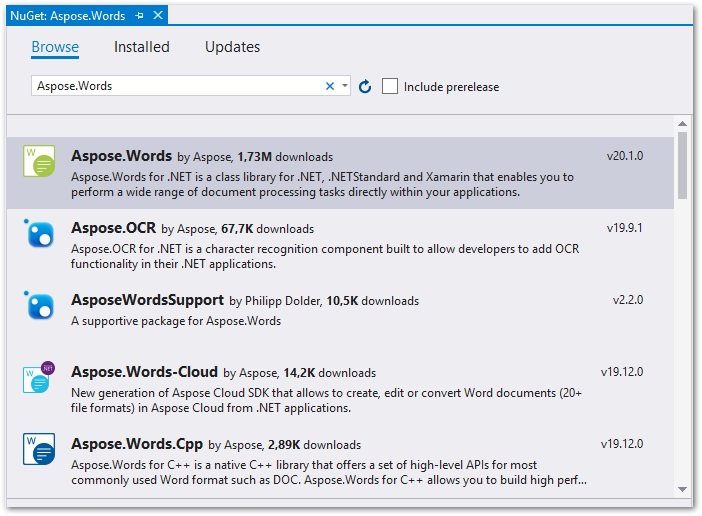 NuGet: Aspose.Words
Browse Installed Updates
Aspose.Words Include prerelease
Aspose.Words by Aspose, 1,73M downloads v20.1.0
Aspose.Words for .NET is a class library for .NET, .NETStandard and Xamarin that enables you to
perform a wide range of document processing tasks directly within your applications.
Aspose.OCR by Aspose, 67,7K downloads v19.9.1
Aspose.OCR for .NET is a character recognition component built to allow developers to add OCR
functionality in their .NET applications.
AsposeWordsSupport by Philipp Dolder, 10,5K downloads v2.2.0
A supportive package for Aspose.Words
Aspose.Words-Cloud by Aspose, 14,2K downloads v19.12.0
New generation of Aspose Cloud SDK that allows to create, edit or convert Word documents (20+
file formats) in Aspose Cloud from .NET applications.
Aspose.Words.Cpp by Aspose, 2,89K downloads v19.12.0
Aspose.Words for C++ is a native C++ library that offers a set of high-level APIs for most
commonly used Word format such as DOC. Aspose.Words for C++ allows you to build high perf...